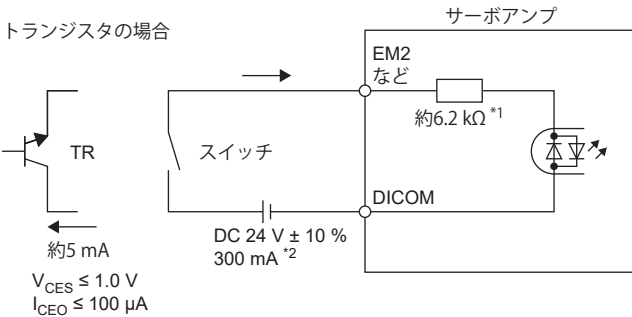 サーボアンプ
トランジスタの場合
EM2
など
約6.2 kΩ *1
TR
スイッチ
DICOM
約5 mA
DC 24 V ± 10 %
300 mA *2
VCES ≤ 1.0 V
ICEO ≤ 100 μA